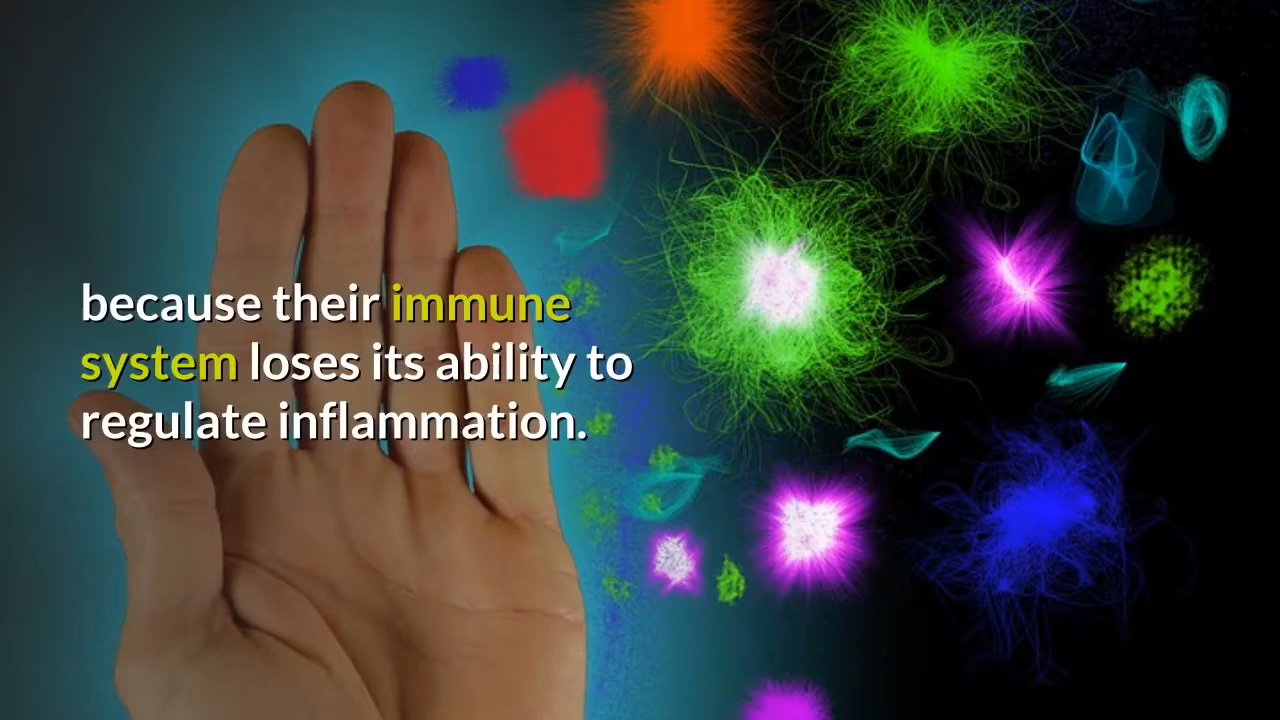 because their immune
system loses its ability to
regulate inflammation.